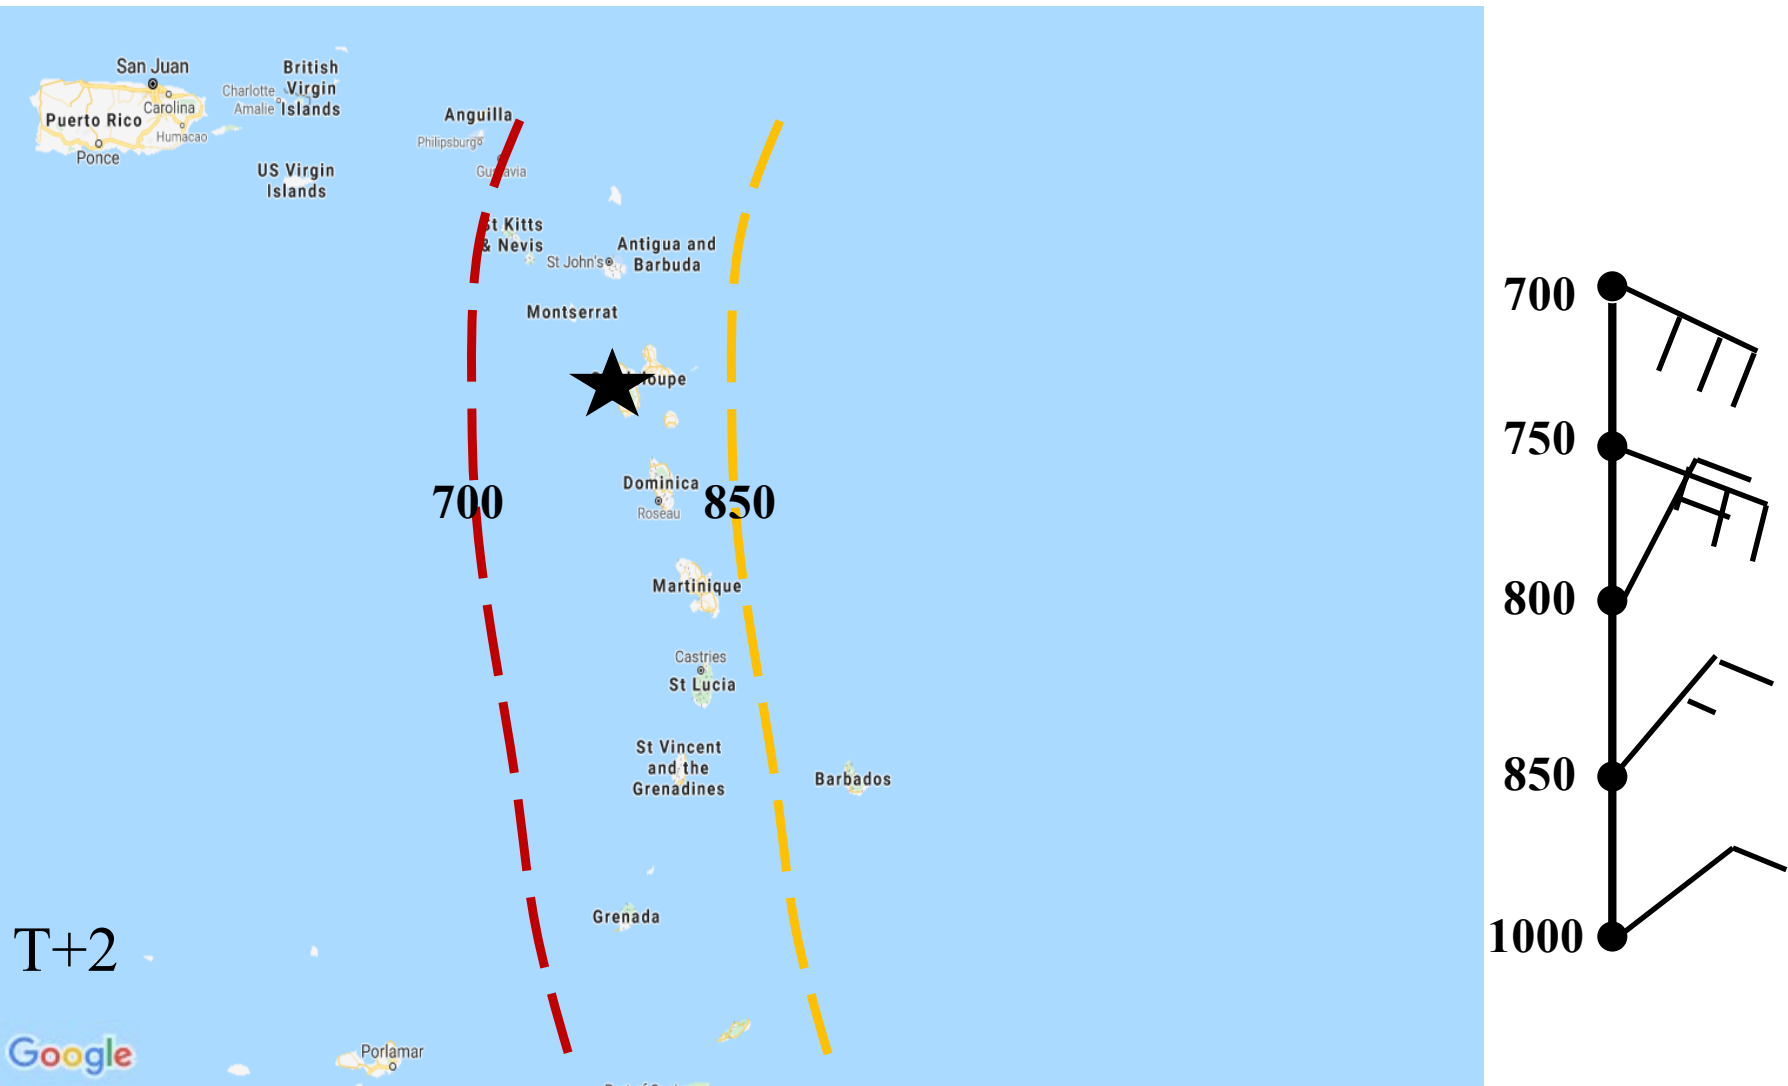 San Juan
Carolina
Puerto Rico
Humacao
Ponce
British
Virgin
Islands
Charlotte
Amalie
US Virgin
Islands
Anguilla
Philipsburg
St Kitts
& Nevis
Antigua and
Barbuda
St John's
Montserrat
700
850
Dominica
Roseau
Martinique
Castries
St Lucia
St Vincent
and the
Grenadines
Barbados
Grenada
T+2
Google
Porlamar
700
750
800
850
1000